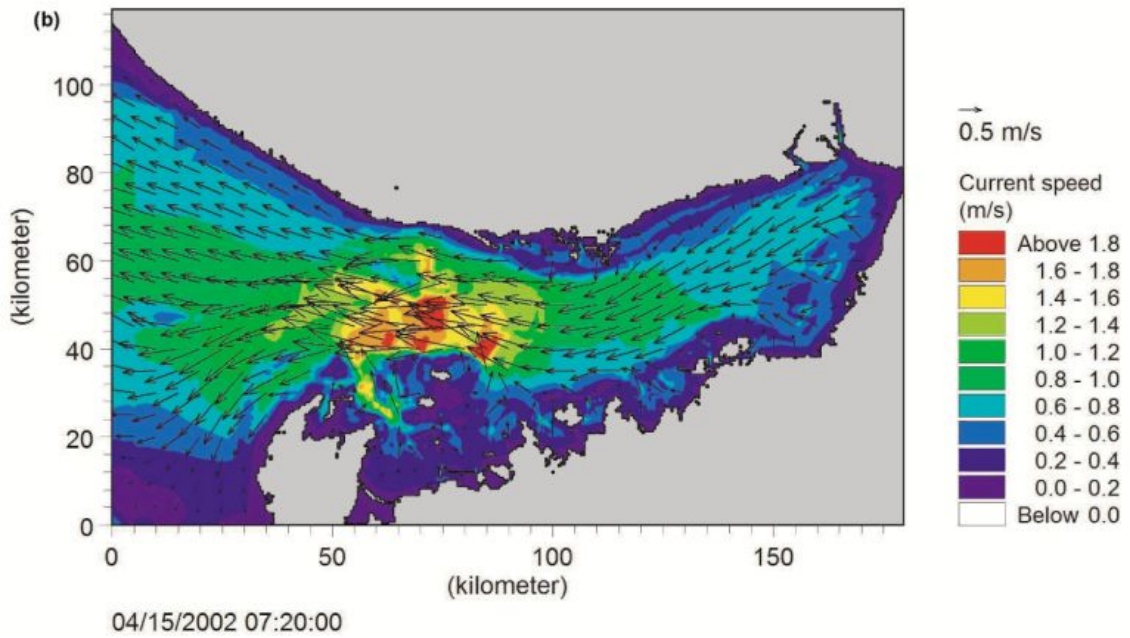 (b)
100
80
60
40
20
0
(kilometer)
0 50 100 150
(kilometer)
04/15/2002 07:20:00
0.5 m/s
Current speed
(m/s)
Above 1.8
1.6 - 1.8
1.4 - 1.6
1.2 - 1.4
1.0 - 1.2
0.8 - 1.0
0.6 - 0.8
0.4 - 0.6
0.2 - 0.4
0.0 - 0.2
Below 0.0